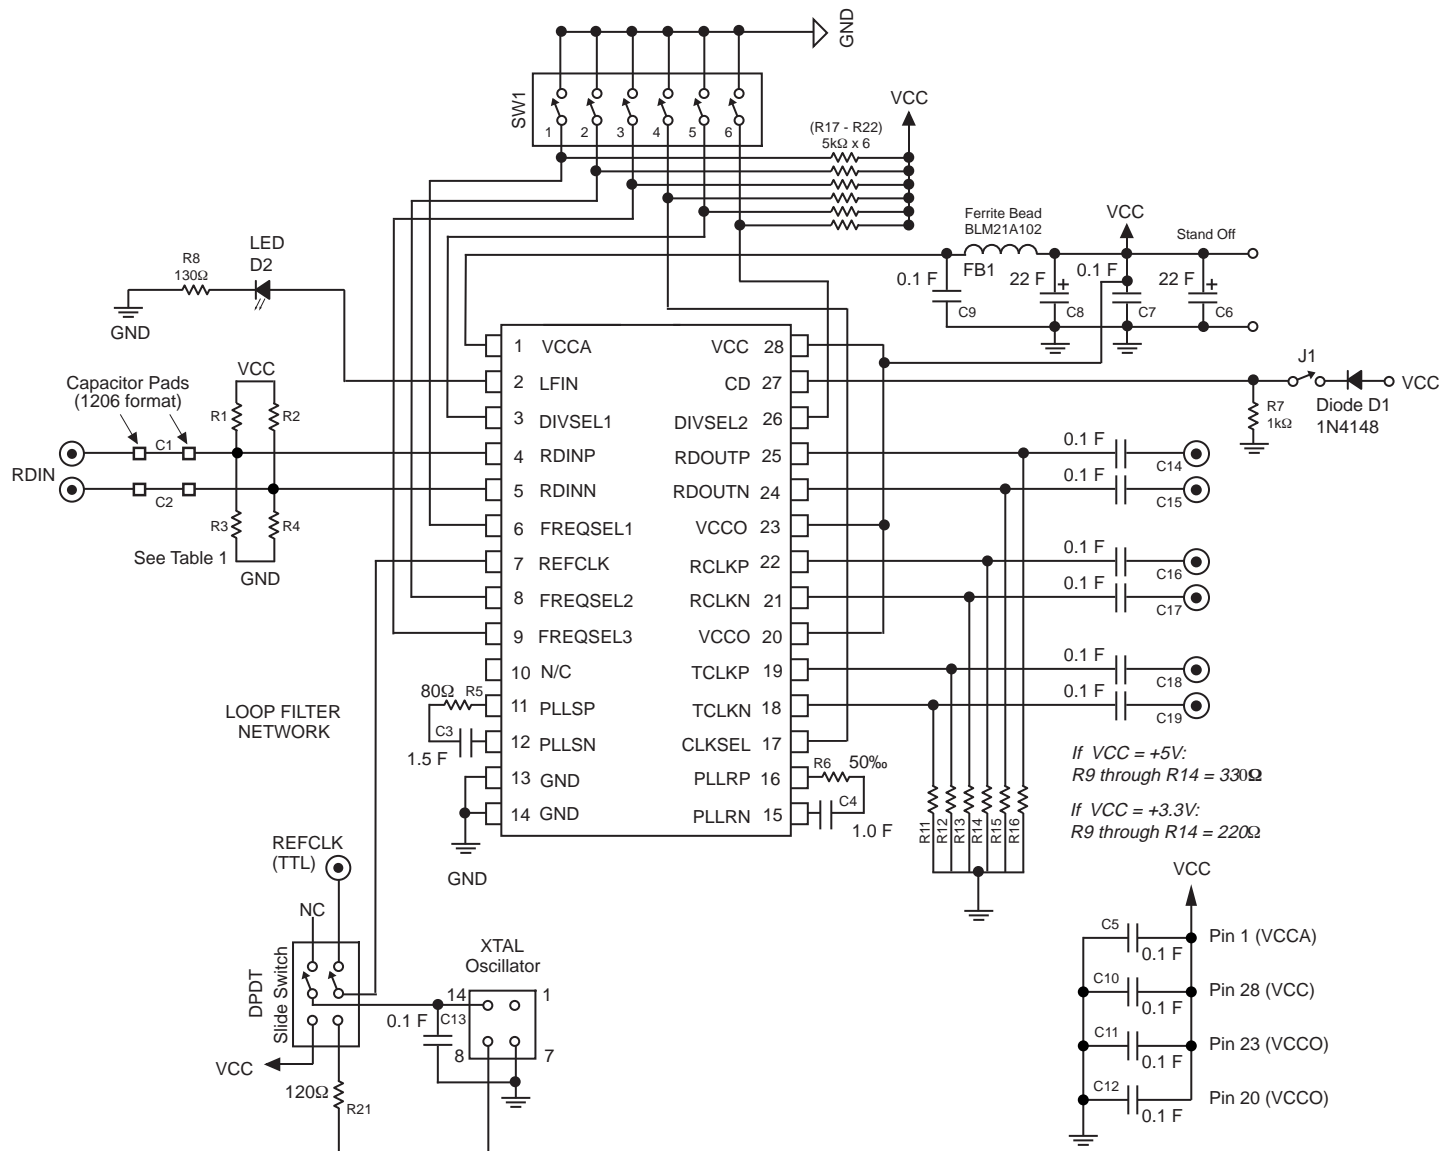 GND
SW1
1 2 3 4 5 6
VCC
(R17 - R22)
5kΩ x 6
Ferrite Bead
BLM21A102
VCC
Stand Off
0.1 F
FB1
22 F
+
0.1 F
22 F
+
C9
C8
C7
C6
LED
D2
R8
130Ω
GND
Capacitor Pads
(1206 format)
VCC
R1
R2
C1
RDIN
C2
R3
R4
See Table 1
GND
1 VCCA
2 LFIN
3 DIVSEL1
4 RDINP
5 RDINN
6 FREQSEL1
7 REFCLK
8 FREQSEL2
9 FREQSEL3
10 N/C
11 PLLSP
12 PLLSN
13 GND
14 GND
VCC 28
CD 27
DIVSEL2 26
RDOUTP 25
RDOUTN 24
VCCO 23
RCLKP 22
RCLKN 21
VCCO 20
TCLKP 19
TCLKN 18
CLKSEL 17
PLLRP 16
PLLRN 15
J1
VCC
R7
1kΩ
Diode D1
1N4148
0.1 F
C14
0.1 F
C15
0.1 F
C16
0.1 F
C17
0.1 F
C18
0.1 F
C19
80Ω R5
C3
1.5 F
LOOP FILTER
NETWORK
GND
R6 50‰
C4
1.0 F
R11
R12
R13
R14
R15
R16
If VCC = +5V:
R9 through R14 = 330Ω
If VCC = +3.3V:
R9 through R14 = 220Ω
REFCLK
(TTL)
NC
DPDT
Slide Switch
VCC
120Ω
R21
XTAL
Oscillator
14
1
0.1 F
C13
8
7
VCC
C5
0.1 F
Pin 1 (VCCA)
C10
0.1 F
Pin 28 (VCC)
C11
0.1 F
Pin 23 (VCCO)
C12
0.1 F
Pin 20 (VCCO)